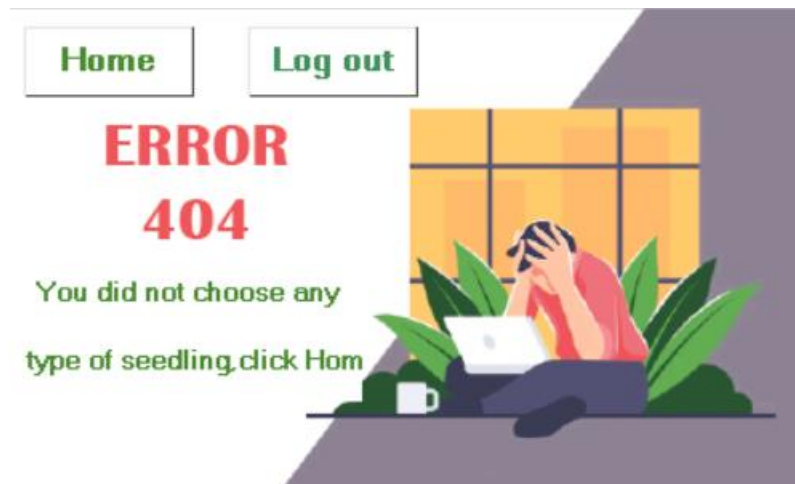 Home
Log out
ERROR
404
You did not choose any
type of seedling,click Hom